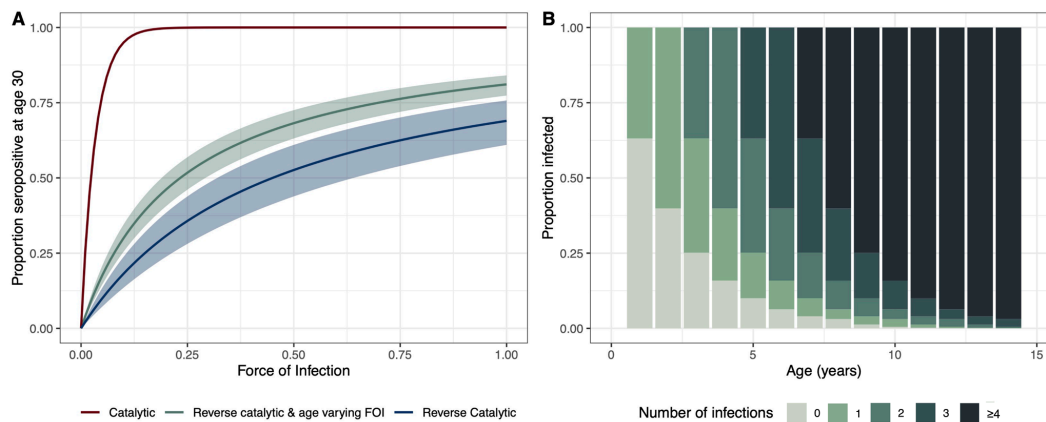 A
Proportion seropositive at age 30
1.00
0.75
0.50
0.25
0.00
0.00 0.25 0.50 0.75 1.00
Force of Infection
Catalytic Reverse catalytic & age varying FOI Reverse Catalytic
B
Proportion infected
1.00
0.75
0.50
0.25
0.00
0 5 10 15
Age (years)
Number of infections 0 1 2 3 ≥4